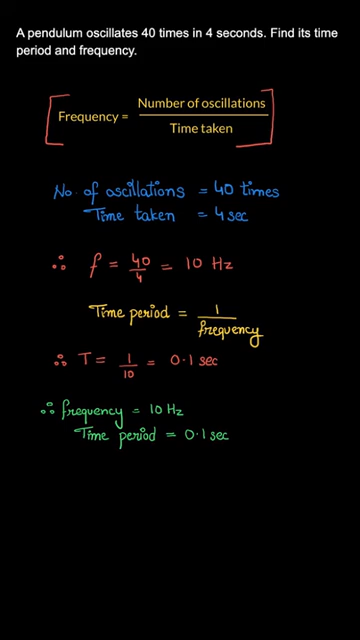 A pendulum oscillates 40 times in 4 seconds. Find its time
period and frequency.
Frequency = Number of oscillations / Time taken
No. of oscillations = 40 times
Time taken = 4 sec
∴ f = 40/4 = 10 Hz
Time period = 1/frequency
∴ T = 1/10 = 0.1 sec
∴ frequency = 10 Hz
Time period = 0.1 sec